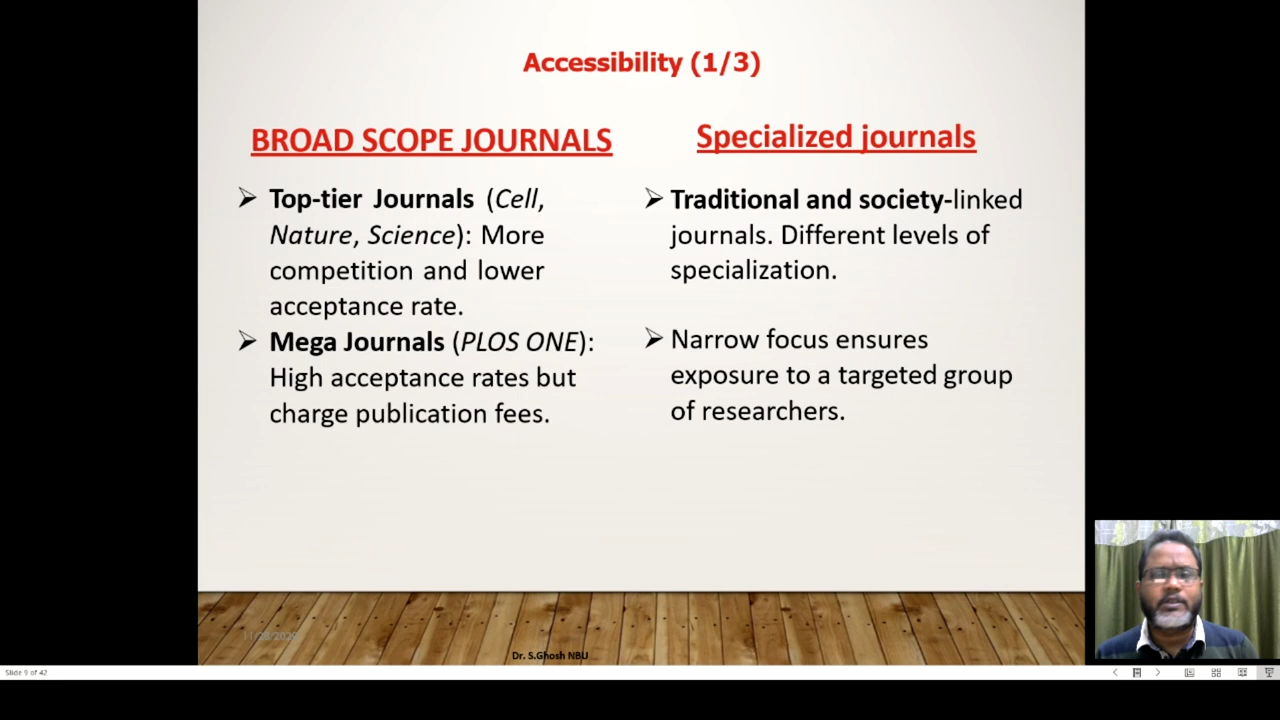 Accessibility (1/3)
BROAD SCOPE JOURNALS
➢ Top-tier Journals (Cell,
Nature, Science): More
competition and lower
acceptance rate.
➢ Mega Journals (PLOS ONE):
High acceptance rates but
charge publication fees.
Specialized journals
➢ Traditional and society-linked
journals. Different levels of
specialization.
➢ Narrow focus ensures
exposure to a targeted group
of researchers.
Dr. S.Ghosh NBU
Slide 9 of 42